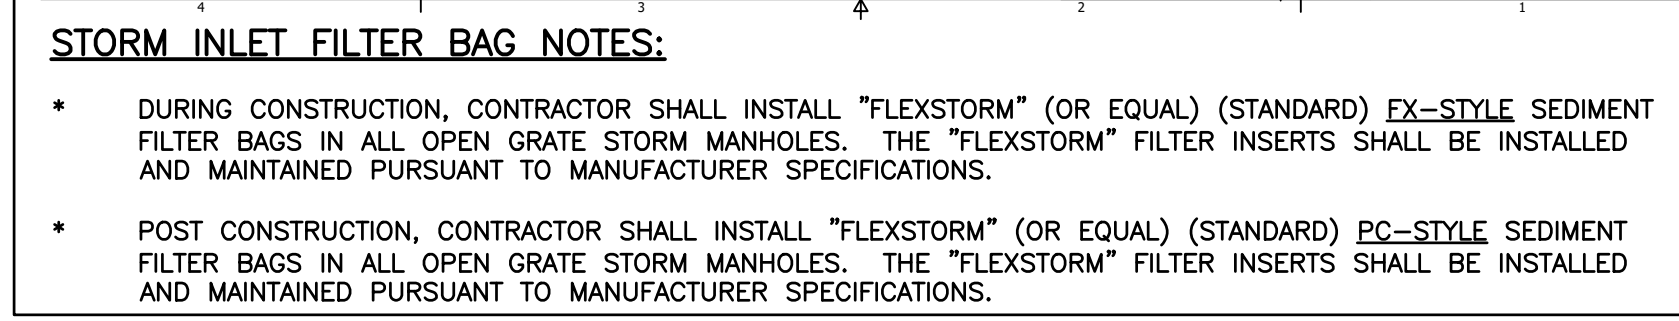 4 3 2 1
STORM INLET FILTER BAG NOTES:
* DURING CONSTRUCTION, CONTRACTOR SHALL INSTALL "FLEXSTORM" (OR EQUAL) (STANDARD) FX-STYLE SEDIMENT
FILTER BAGS IN ALL OPEN GRATE STORM MANHOLES. THE "FLEXSTORM" FILTER INSERTS SHALL BE INSTALLED
AND MAINTAINED PURSUANT TO MANUFACTURER SPECIFICATIONS.
* POST CONSTRUCTION, CONTRACTOR SHALL INSTALL "FLEXSTORM" (OR EQUAL) (STANDARD) PC-STYLE SEDIMENT
FILTER BAGS IN ALL OPEN GRATE STORM MANHOLES. THE "FLEXSTORM" FILTER INSERTS SHALL BE INSTALLED
AND MAINTAINED PURSUANT TO MANUFACTURER SPECIFICATIONS.